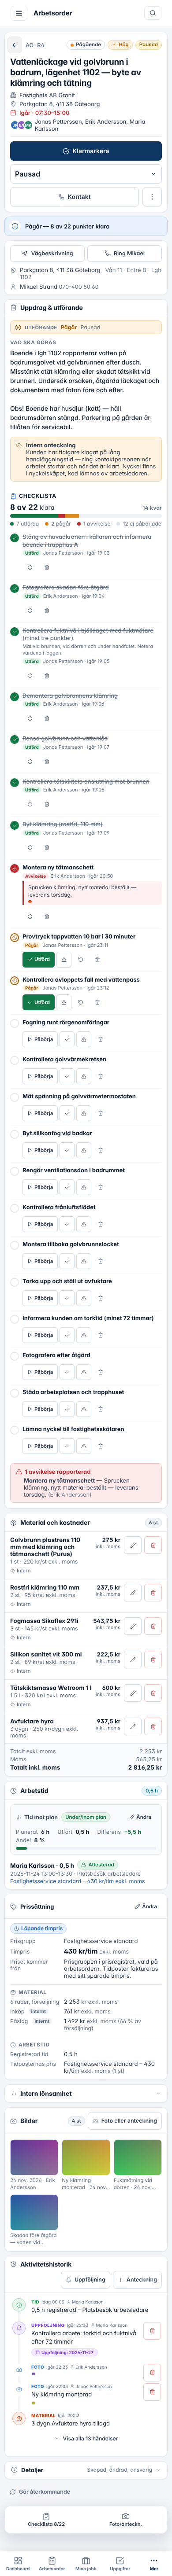 Arbetsorder
AO-R4
Pågående
Hög
Pausad
Vattenläckage vid golvbrunn i
badrum, lägenhet 1102 — byte av
klämring och tätning
Fastighets AB Granit
Parkgatan 8, 411 38 Göteborg
Igår · 07:30–15:00
Jonas Pettersson, Erik Andersson, Maria
Karlsson
Klarmarkera
Pausad
Kontakt
Pågår — 8 av 22 punkter klara
Vägbeskrivning
Ring Mikael
Parkgatan 8, 411 38 Göteborg · Vån 11 · Entré B · Lgh
1102
Mikael Strand 070-400 50 60
Uppdrag & utförande
UTFÖRANDE Pågår Pausad
VAD SKA GÖRAS
Boende i lgh 1102 rapporterar vatten på
badrumsgolvet vid golvbrunnen efter dusch.
Misstänkt otät klämring eller skadat tätskikt vid
brunnen. Undersök orsaken, åtgärda läckaget och
dokumentera med foton före och efter.
Obs! Boende har husdjur (katt) — håll
badrumsdörren stängd. Parkering på gården är
tillåten för servicebil.
Intern anteckning
Kunden har tidigare klagat på lång
handläggningstid — ring kontaktpersonen när
arbetet startar och när det är klart. Nyckel finns
i nyckelskåpet, kod lämnas av kontoret.
CHECKLISTA
8 av 22 klara
14 kvar
7 utförda
2 pågår
1 avvikelse
12 ej påbörjade
Stäng av huvudkranen i källaren och informera
boende i trapphus A
Utförd Jonas Pettersson · igår 19:03
Fotografera skadan före åtgärd
Utförd Erik Andersson · igår 19:04
Kontrollera fuktnivå i bjälklaget med fuktmätare
(minst tre punkter)
Mät vid brunnen, vid dörren och under handfatet. Notera
värdena i loggen.
Utförd Jonas Pettersson · igår 19:05
Demontera golvbrunnens klämring
Utförd Erik Andersson · igår 19:06
Rensa golvbrunn och vattenlås
Utförd Jonas Pettersson · igår 19:07
Kontrollera tätskiktets anslutning mot brunnen
Utförd Erik Andersson · igår 19:08
Byt klämring (rostfri, 110 mm)
Utförd Jonas Pettersson · igår 19:09
Montera ny tätmanschett
Avvikelse Erik Andersson · igår 20:50
Sprucken klämring, nytt material beställt —
leverans torsdag.
Provtryck tappvatten 10 bar i 30 minuter
Pågår Jonas Pettersson · igår 23:11
Utförd
Kontrollera avloppets fall med vattenpass
Pågår Jonas Pettersson · igår 23:12
Utförd
Fogning runt rörgenomföringar
Påbörja
Kontrollera golvvärmekretsen
Påbörja
Mät spänning på golvvärmetermostaten
Påbörja
Byt silikonfog vid badkar
Påbörja
Rengör ventilationsdon i badrummet
Påbörja
Kontrollera frånluftsflödet
Påbörja
Montera tillbaka golvbrunnslocket
Påbörja
Torka upp och ställ ut avfuktare
Påbörja
Informera kunden om torktid (minst 72 timmar)
Påbörja
Fotografera efter åtgärd
Påbörja
Städa arbetsplatsen och trapphuset
Påbörja
Lämna nyckel till fastighetsskötaren
Påbörja
1 avvikelse rapporterad
Montera ny tätmanschett — Sprucken
klämring, nytt material beställt — leverans
torsdag. (Erik Andersson)
Material och kostnader
6 st
Golvbrunn plastrens 110
mm med klämring och
tätmanschett (Purus)
1 st · 220 kr/st exkl. moms
Intern
275 kr
inkl. moms
Rostfri klämring 110 mm
2 st · 95 kr/st exkl. moms
Intern
237,5 kr
inkl. moms
Fogmassa Sikaflex 291i
3 st · 145 kr/st exkl. moms
Intern
543,75 kr
inkl. moms
Silikon sanitet vit 300 ml
2 st · 89 kr/st exkl. moms
Intern
222,5 kr
inkl. moms
Tätskiktsmassa Wetroom 1 l
1,5 l · 320 kr/l exkl. moms
Intern
600 kr
inkl. moms
Avfuktare hyra
3 dygn · 250 kr/dygn exkl.
moms
937,5 kr
inkl. moms
Totalt exkl. moms 2 253 kr
Moms 563,25 kr
Totalt inkl. moms 2 816,25 kr
Arbetstid
0,5 h
Tid mot plan
Under/inom plan
Ändra
Planerat 6 h Utfört 0,5 h Differens −5,5 h
Andel 8 %
Maria Karlsson · 0,5 h Attesterad
2026-11-24 13:00–13:30 · Platsbesök arbetsledare
Fastighetsservice standard – 430 kr/tim exkl. moms
Prissättning
Ändra
Löpande timpris
Prisgrupp Fastighetsservice standard
Timpris 430 kr/tim exkl. moms
Priset kommer
från
Prisgruppen i prisregistret, vald på
arbetsordern. Tidposter faktureras
med sitt sparade timpris.
MATERIAL
6 rader, försäljning 2 253 kr exkl. moms
Inköp internt 761 kr exkl. moms
Påslag internt 1 492 kr exkl. moms (66 % av
försäljning)
ARBETSTID
Registrerad tid 0,5 h
Tidposternas pris Fastighetsservice standard – 430
kr/tim exkl. moms (1 st)
Intern lönsamhet
Bilder
4 st
Foto eller anteckning
24 nov. 2026 · Erik
Andersson
Ny klämring
monterad · 24 nov....
Fuktmätning vid
dörren · 24 nov....
Skadan före åtgärd
— vatten vid...
Aktivitetshistorik
Uppföljning
Anteckning
TID idag 00:03 Maria Karlsson
0,5 h registrerad – Platsbesök arbetsledare
UPPFÖLJNING igår 22:33 Maria Karlsson
Kontrollera arbete: torktid och fuktnivå
efter 72 timmar
Uppföljning: 2026-11-27
FOTO igår 22:23 Erik Andersson
FOTO igår 22:03 Jonas Pettersson
Ny klämring monterad
MATERIAL igår 20:53
3 dygn Avfuktare hyra tillagd
Visa alla 13 händelser
Detaljer
Skapad, ändrad, ansvarig
Gör återkommande
Checklista 8/22
Foto/anteckn.
Dashboard
Arbetsorder
Mina jobb
Uppgifter
Mer